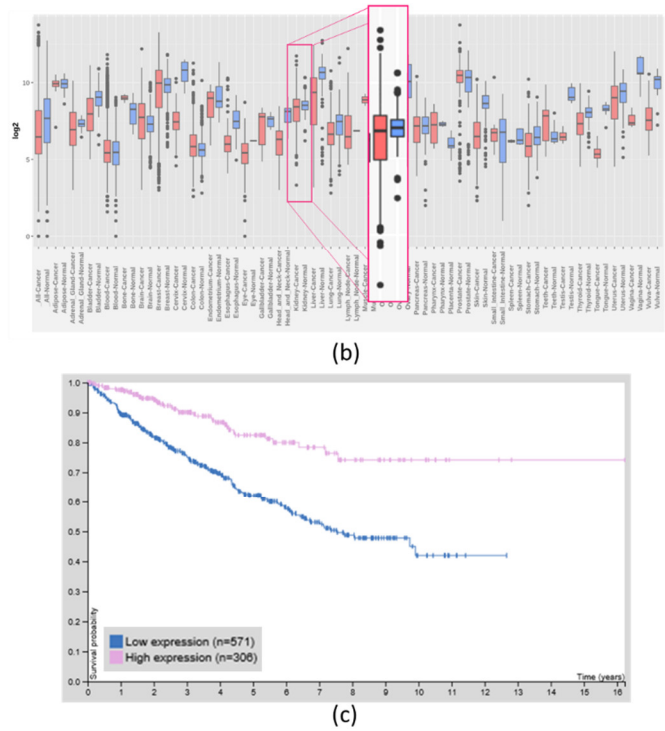 log2
10
5
0
All-Cancer
All-Normal
Adipose-Cancer
Adipose-Normal
Adrenal_Gland-Cancer
Adrenal_Gland-Normal
Bladder-Cancer
Bladder-Normal
Blood-Cancer
Blood-Normal
Bone-Cancer
Bone-Normal
Brain-Cancer
Brain-Normal
Breast-Cancer
Breast-Normal
Cervix-Cancer
Cervix-Normal
Colon-Cancer
Colon-Normal
Endometrium-Cancer
Endometrium-Normal
Esophagus-Cancer
Esophagus-Normal
Eye-Cancer
Eye-Normal
Gallbladder-Cancer
Gallbladder-Normal
Head_and_Neck-Cancer
Head_and_Neck-Normal
Kidney-Cancer
Kidney-Normal
Liver-Cancer
Liver-Normal
Lung-Cancer
Lung-Normal
Lymph_Node-Cancer
Lymph_Node-Normal
Pancreas-Cancer
Pancreas-Normal
Pharynx-Cancer
Pharynx-Normal
Placenta-Normal
Prostate-Cancer
Prostate-Normal
Skin-Cancer
Skin-Normal
Small_Intestine-Cancer
Small_Intestine-Normal
Spleen-Cancer
Spleen-Normal
Stomach-Cancer
Stomach-Normal
Teeth-Cancer
Teeth-Normal
Testis-Cancer
Testis-Normal
Thyroid-Cancer
Thyroid-Normal
Tongue-Cancer
Tongue-Normal
Uterus-Cancer
Uterus-Normal
Vagina-Cancer
Vagina-Normal
Vulva-Cancer
Vulva-Normal
(b)
1.0
0.9
0.8
0.7
0.6
0.5
0.4
0.3
0.2
0.1
0.0
Survival probability
Low expression (n=571)
High expression (n=306)
Time (years)
0 1 2 3 4 5 6 7 8 9 10 11 12 13 14 15 16
(c)